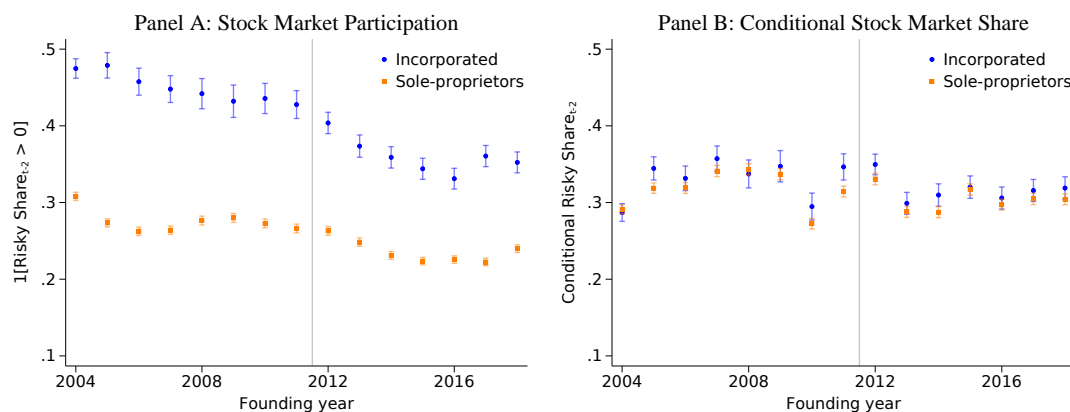 Panel A: Stock Market Participation
.5
.4
.3
.2
.1
1[Risky Share t-2 > 0]
2004 2008 2012 2016
Founding year
Incorporated
Sole-proprietors
Panel B: Conditional Stock Market Share
.5
.4
.3
.2
.1
Conditional Risky Share t-2
2004 2008 2012 2016
Founding year
Incorporated
Sole-proprietors